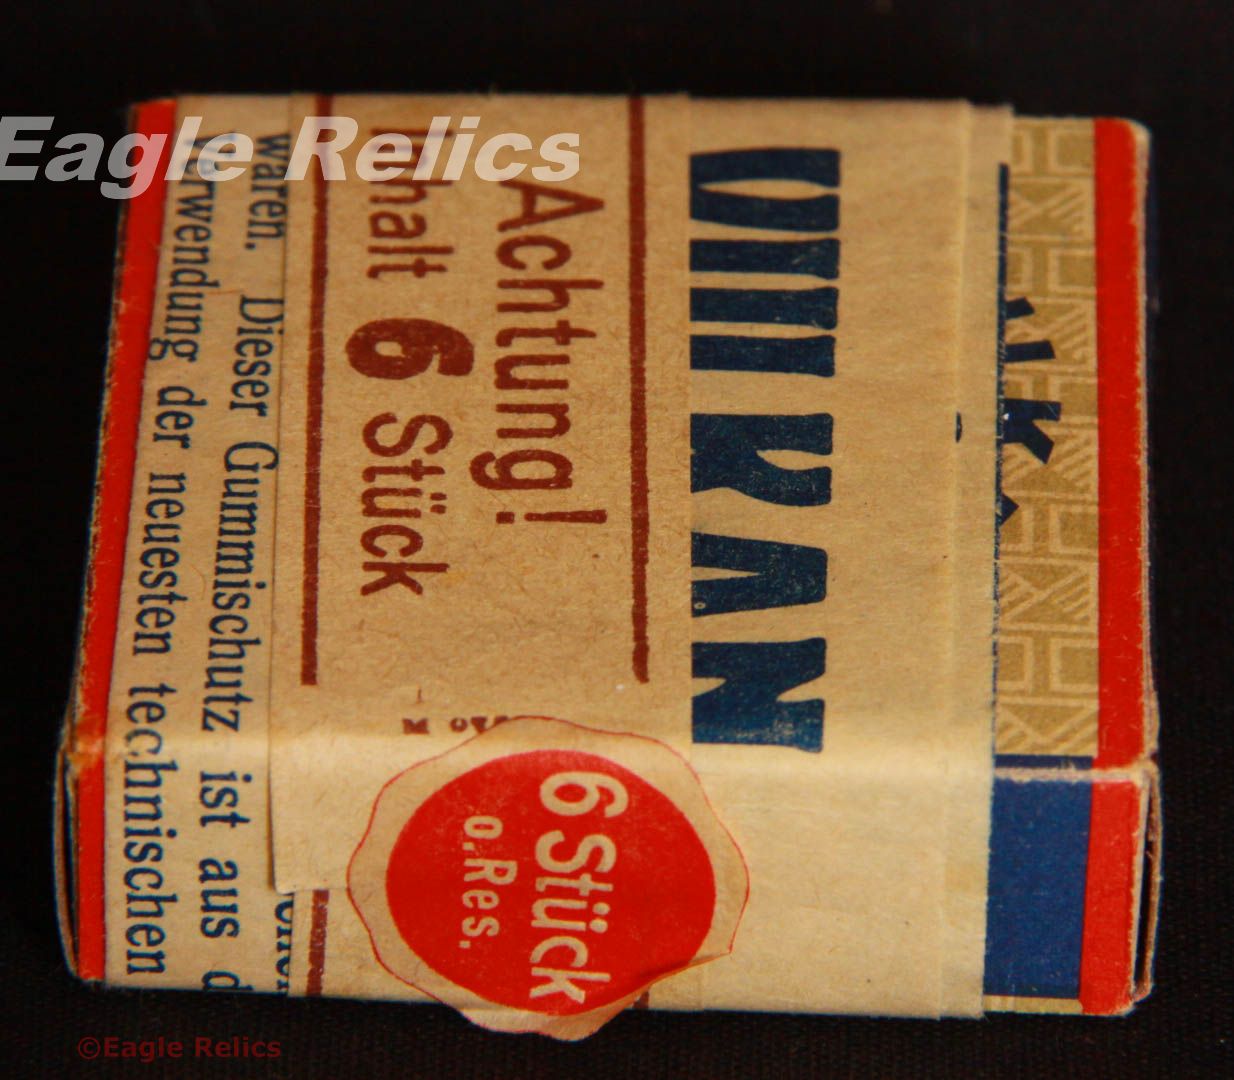 Eagle Relics
VULKAN
Achtung!
Inhalt 6 Stück
waren. Dieser Gummischutz ist aus
Verwendung der neuesten technischen
6 Stück
o.Res.
©Eagle Relics